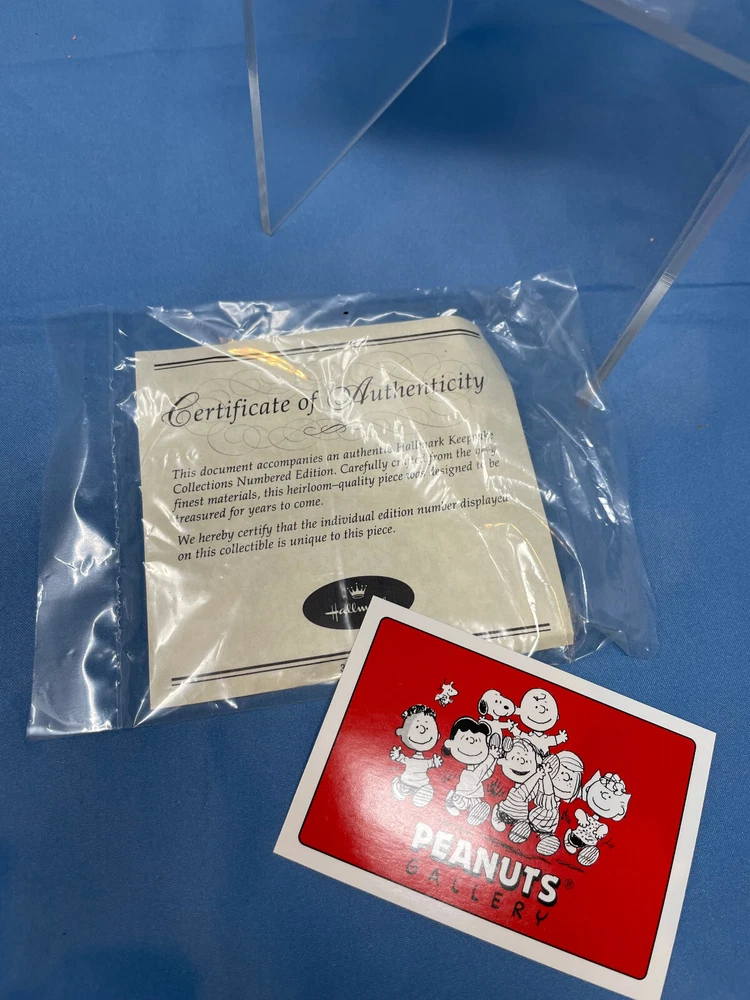 Certificate of Authenticity
This document accompanies an authentic Hallmark Keepsake
Collections Numbered Edition. Carefully crafted from the very
finest materials, this heirloom–quality piece was designed to be
treasured for years to come.
We hereby certify that the individual edition number displayed
on this collectible is unique to this piece.
Hallmark
PEANUTS®
GALLERY